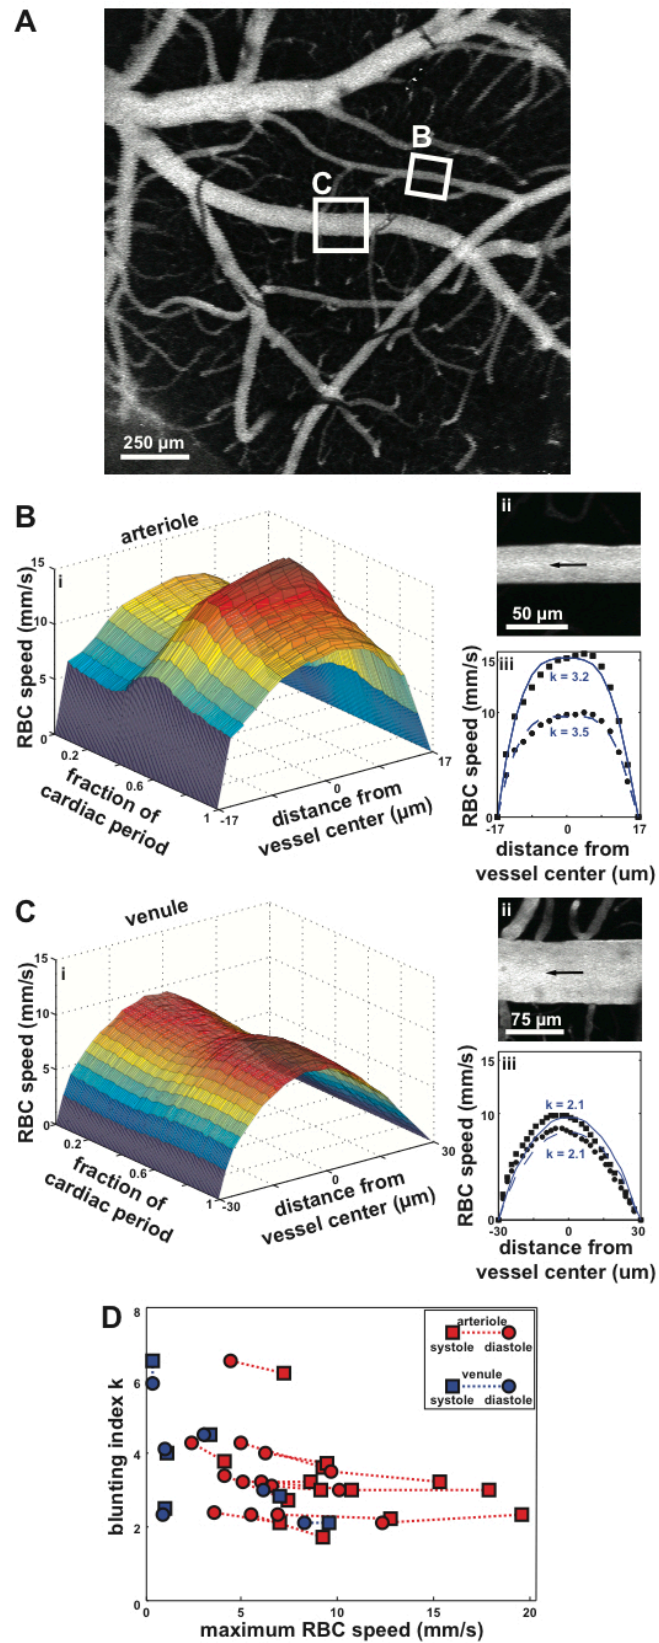 A
B
C
250 µm
B
arteriole
i
RBC speed (mm/s)
15
10
5
0
0.2
0.6
1
fraction of
cardiac period
-17
0
17
distance from
vessel center (µm)
ii
50 µm
iii
RBC speed (mm/s)
15
10
0
k = 3.2
k = 3.5
-17
0
17
distance from
vessel center (um)
C
venule
i
RBC speed (mm/s)
15
10
5
0
0.2
0.6
1
fraction of
cardiac period
-30
0
30
distance from
vessel center (µm)
ii
75 µm
iii
RBC speed (mm/s)
15
10
0
k = 2.1
k = 2.1
-30
0
30
distance from
vessel center (um)
D
blunting index k
8
6
4
2
0
arteriole
systole diastole
venule
systole diastole
0 5 10 15 20
maximum RBC speed (mm/s)